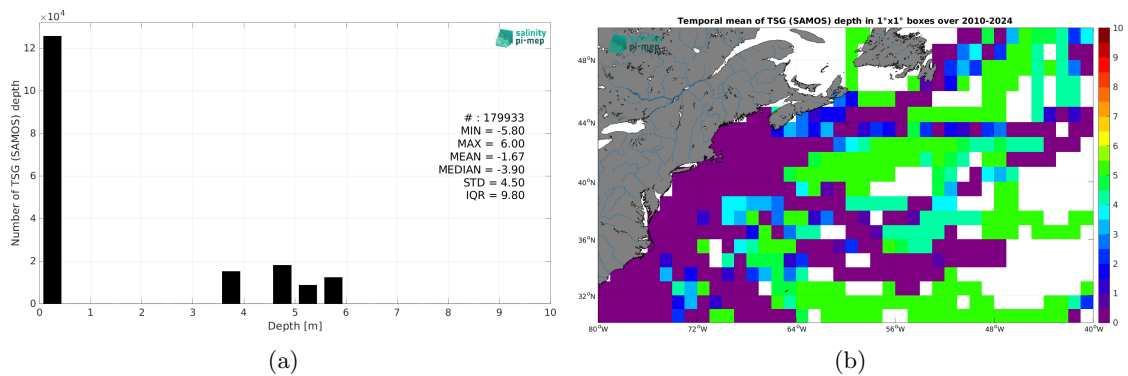 ×10⁴
12
10
8
6
4
2
0
Number of TSG (SAMOS) depth
salinity
pi-mep
# : 179933
MIN = -5.80
MAX = 6.00
MEAN = -1.67
MEDIAN = -3.90
STD = 4.50
IQR = 9.80
0 1 2 3 4 5 6 7 8 9 10
Depth [m]
(a)
Temporal mean of TSG (SAMOS) depth in 1°x1° boxes over 2010-2024
salinity
pi-mep
48°N
44°N
40°N
36°N
32°N
80°W 72°W 64°W 56°W 48°W 40°W
10
9
8
7
6
5
4
3
2
1
0
(b)